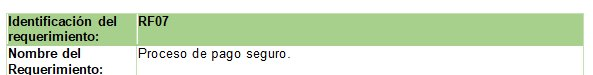 Identificación del RF07
requerimiento:
Nombre del Proceso de pago seguro.
Requerimiento: